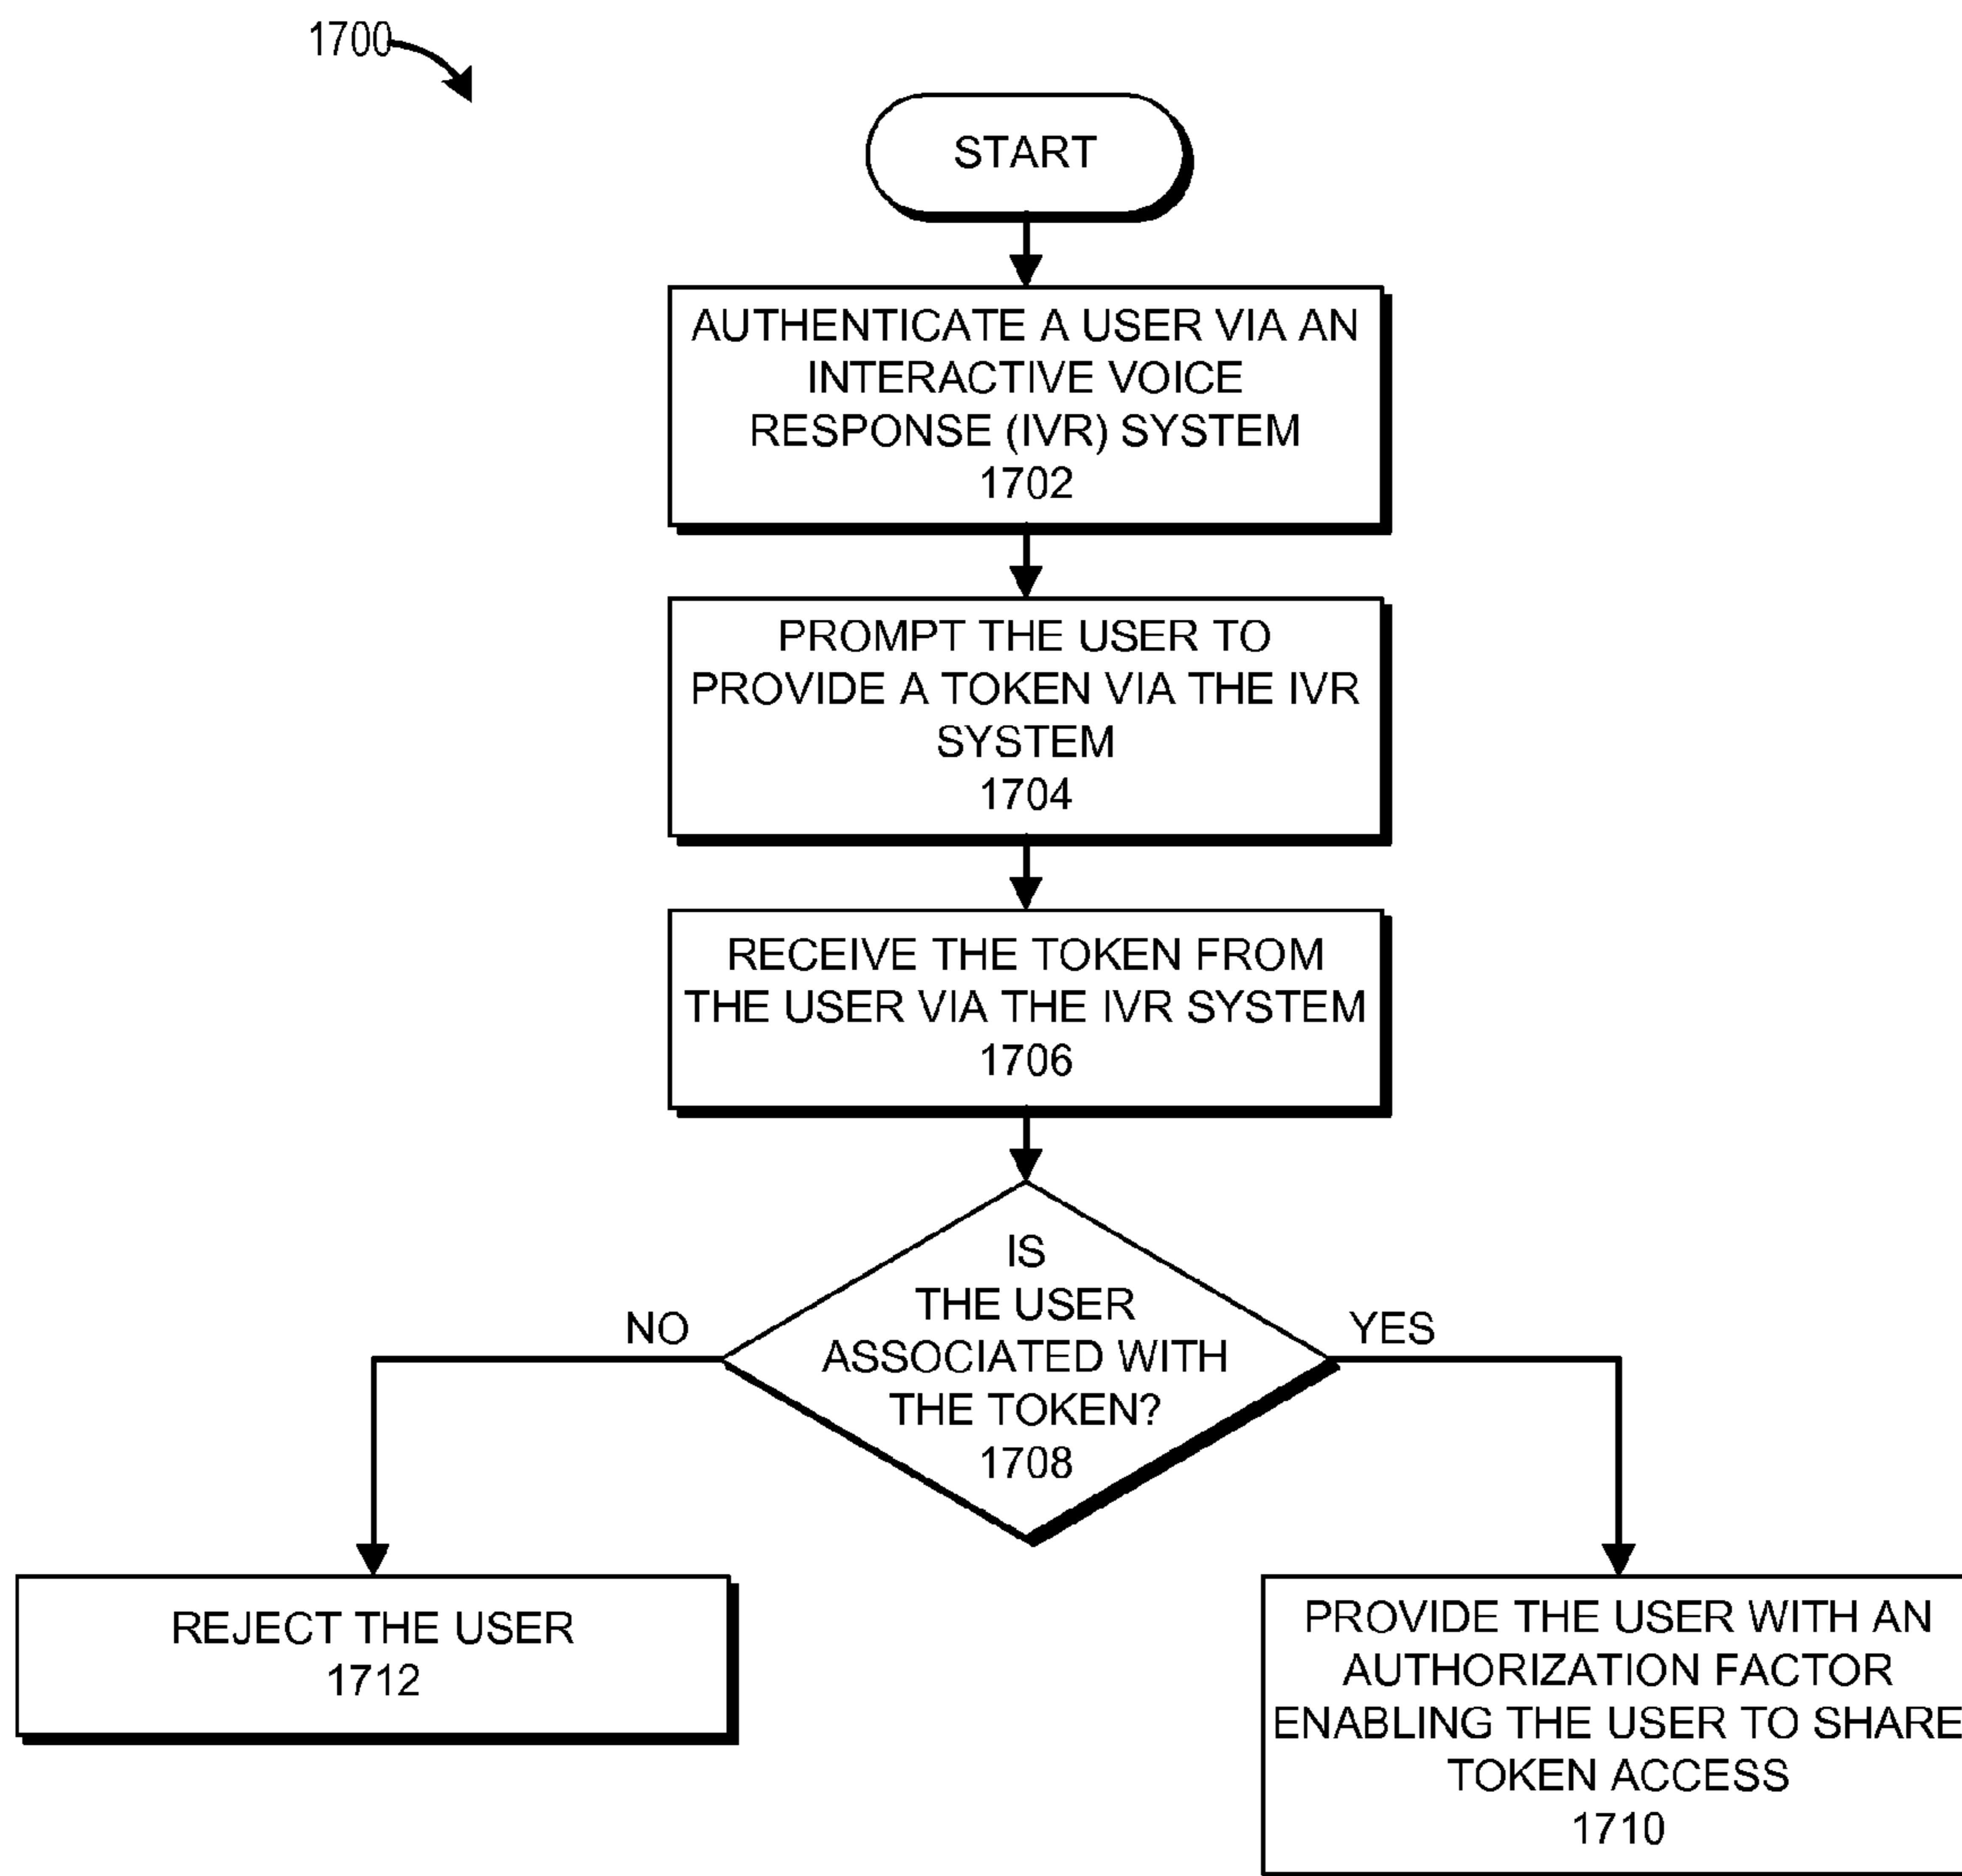 1700
START
AUTHENTICATE A USER VIA AN
INTERACTIVE VOICE
RESPONSE (IVR) SYSTEM
1702
PROMPT THE USER TO
PROVIDE A TOKEN VIA THE IVR
SYSTEM
1704
RECEIVE THE TOKEN FROM
THE USER VIA THE IVR SYSTEM
1706
IS
THE USER
ASSOCIATED WITH
THE TOKEN?
1708
NO
YES
REJECT THE USER
1712
PROVIDE THE USER WITH AN
AUTHORIZATION FACTOR
ENABLING THE USER TO SHARE
TOKEN ACCESS
1710